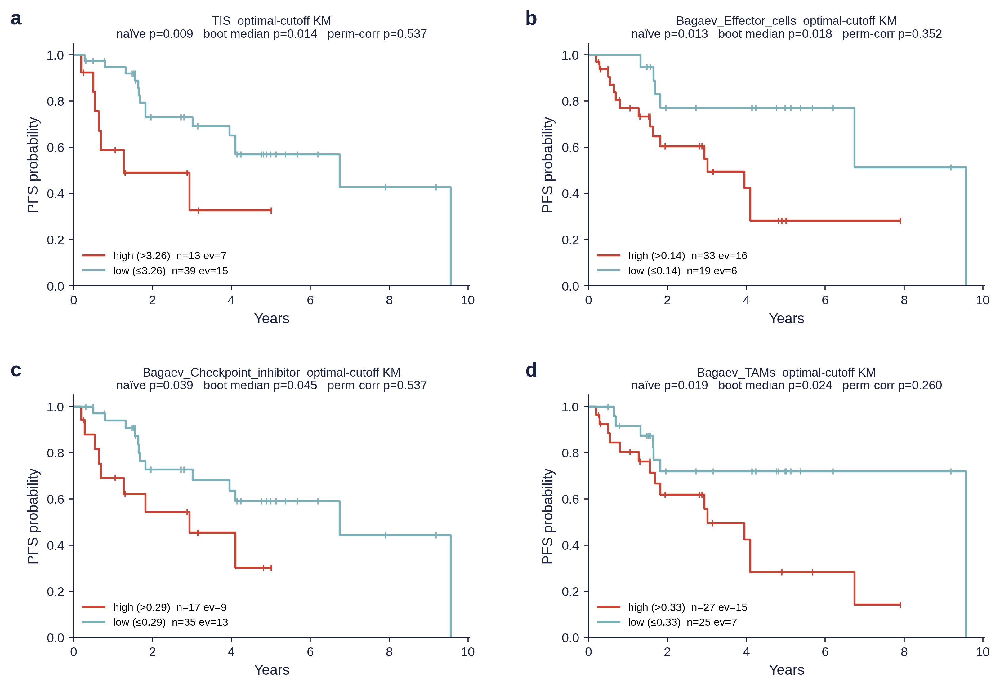 a
TIS  optimal-cutoff KM
naïve p=0.009   boot median p=0.014   perm-corr p=0.537
1.0
0.8
0.6
0.4
0.2
0.0
PFS probability
high (>3.26)  n=13 ev=7
low (≤3.26)  n=39 ev=15
0 2 4 6 8 10
Years
b
Bagaev_Effector_cells  optimal-cutoff KM
naïve p=0.013   boot median p=0.018   perm-corr p=0.352
1.0
0.8
0.6
0.4
0.2
0.0
PFS probability
high (>0.14)  n=33 ev=16
low (≤0.14)  n=19 ev=6
0 2 4 6 8 10
Years
c
Bagaev_Checkpoint_inhibitor  optimal-cutoff KM
naïve p=0.039   boot median p=0.045   perm-corr p=0.537
1.0
0.8
0.6
0.4
0.2
0.0
PFS probability
high (>0.29)  n=17 ev=9
low (≤0.29)  n=35 ev=13
0 2 4 6 8 10
Years
d
Bagaev_TAMs  optimal-cutoff KM
naïve p=0.019   boot median p=0.024   perm-corr p=0.260
1.0
0.8
0.6
0.4
0.2
0.0
PFS probability
high (>0.33)  n=27 ev=15
low (≤0.33)  n=25 ev=7
0 2 4 6 8 10
Years